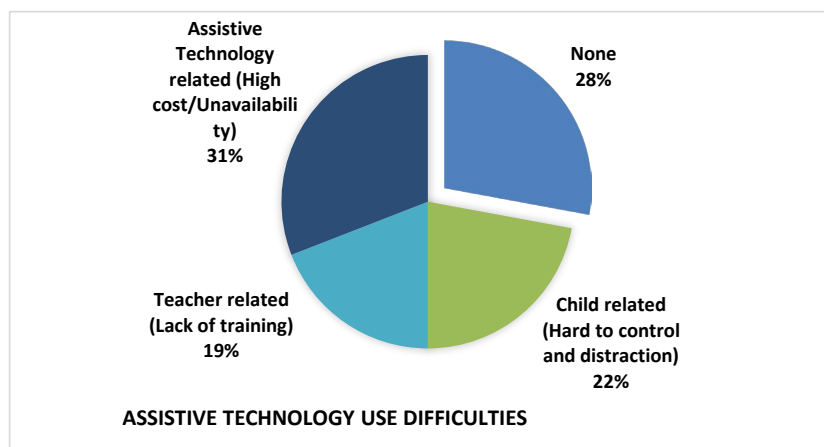 Assistive
Technology
related (High
cost/Unavailabili
ty)
31%
None
28%
Teacher related
(Lack of training)
19%
Child related
(Hard to control
and distraction)
22%
ASSISTIVE TECHNOLOGY USE DIFFICULTIES